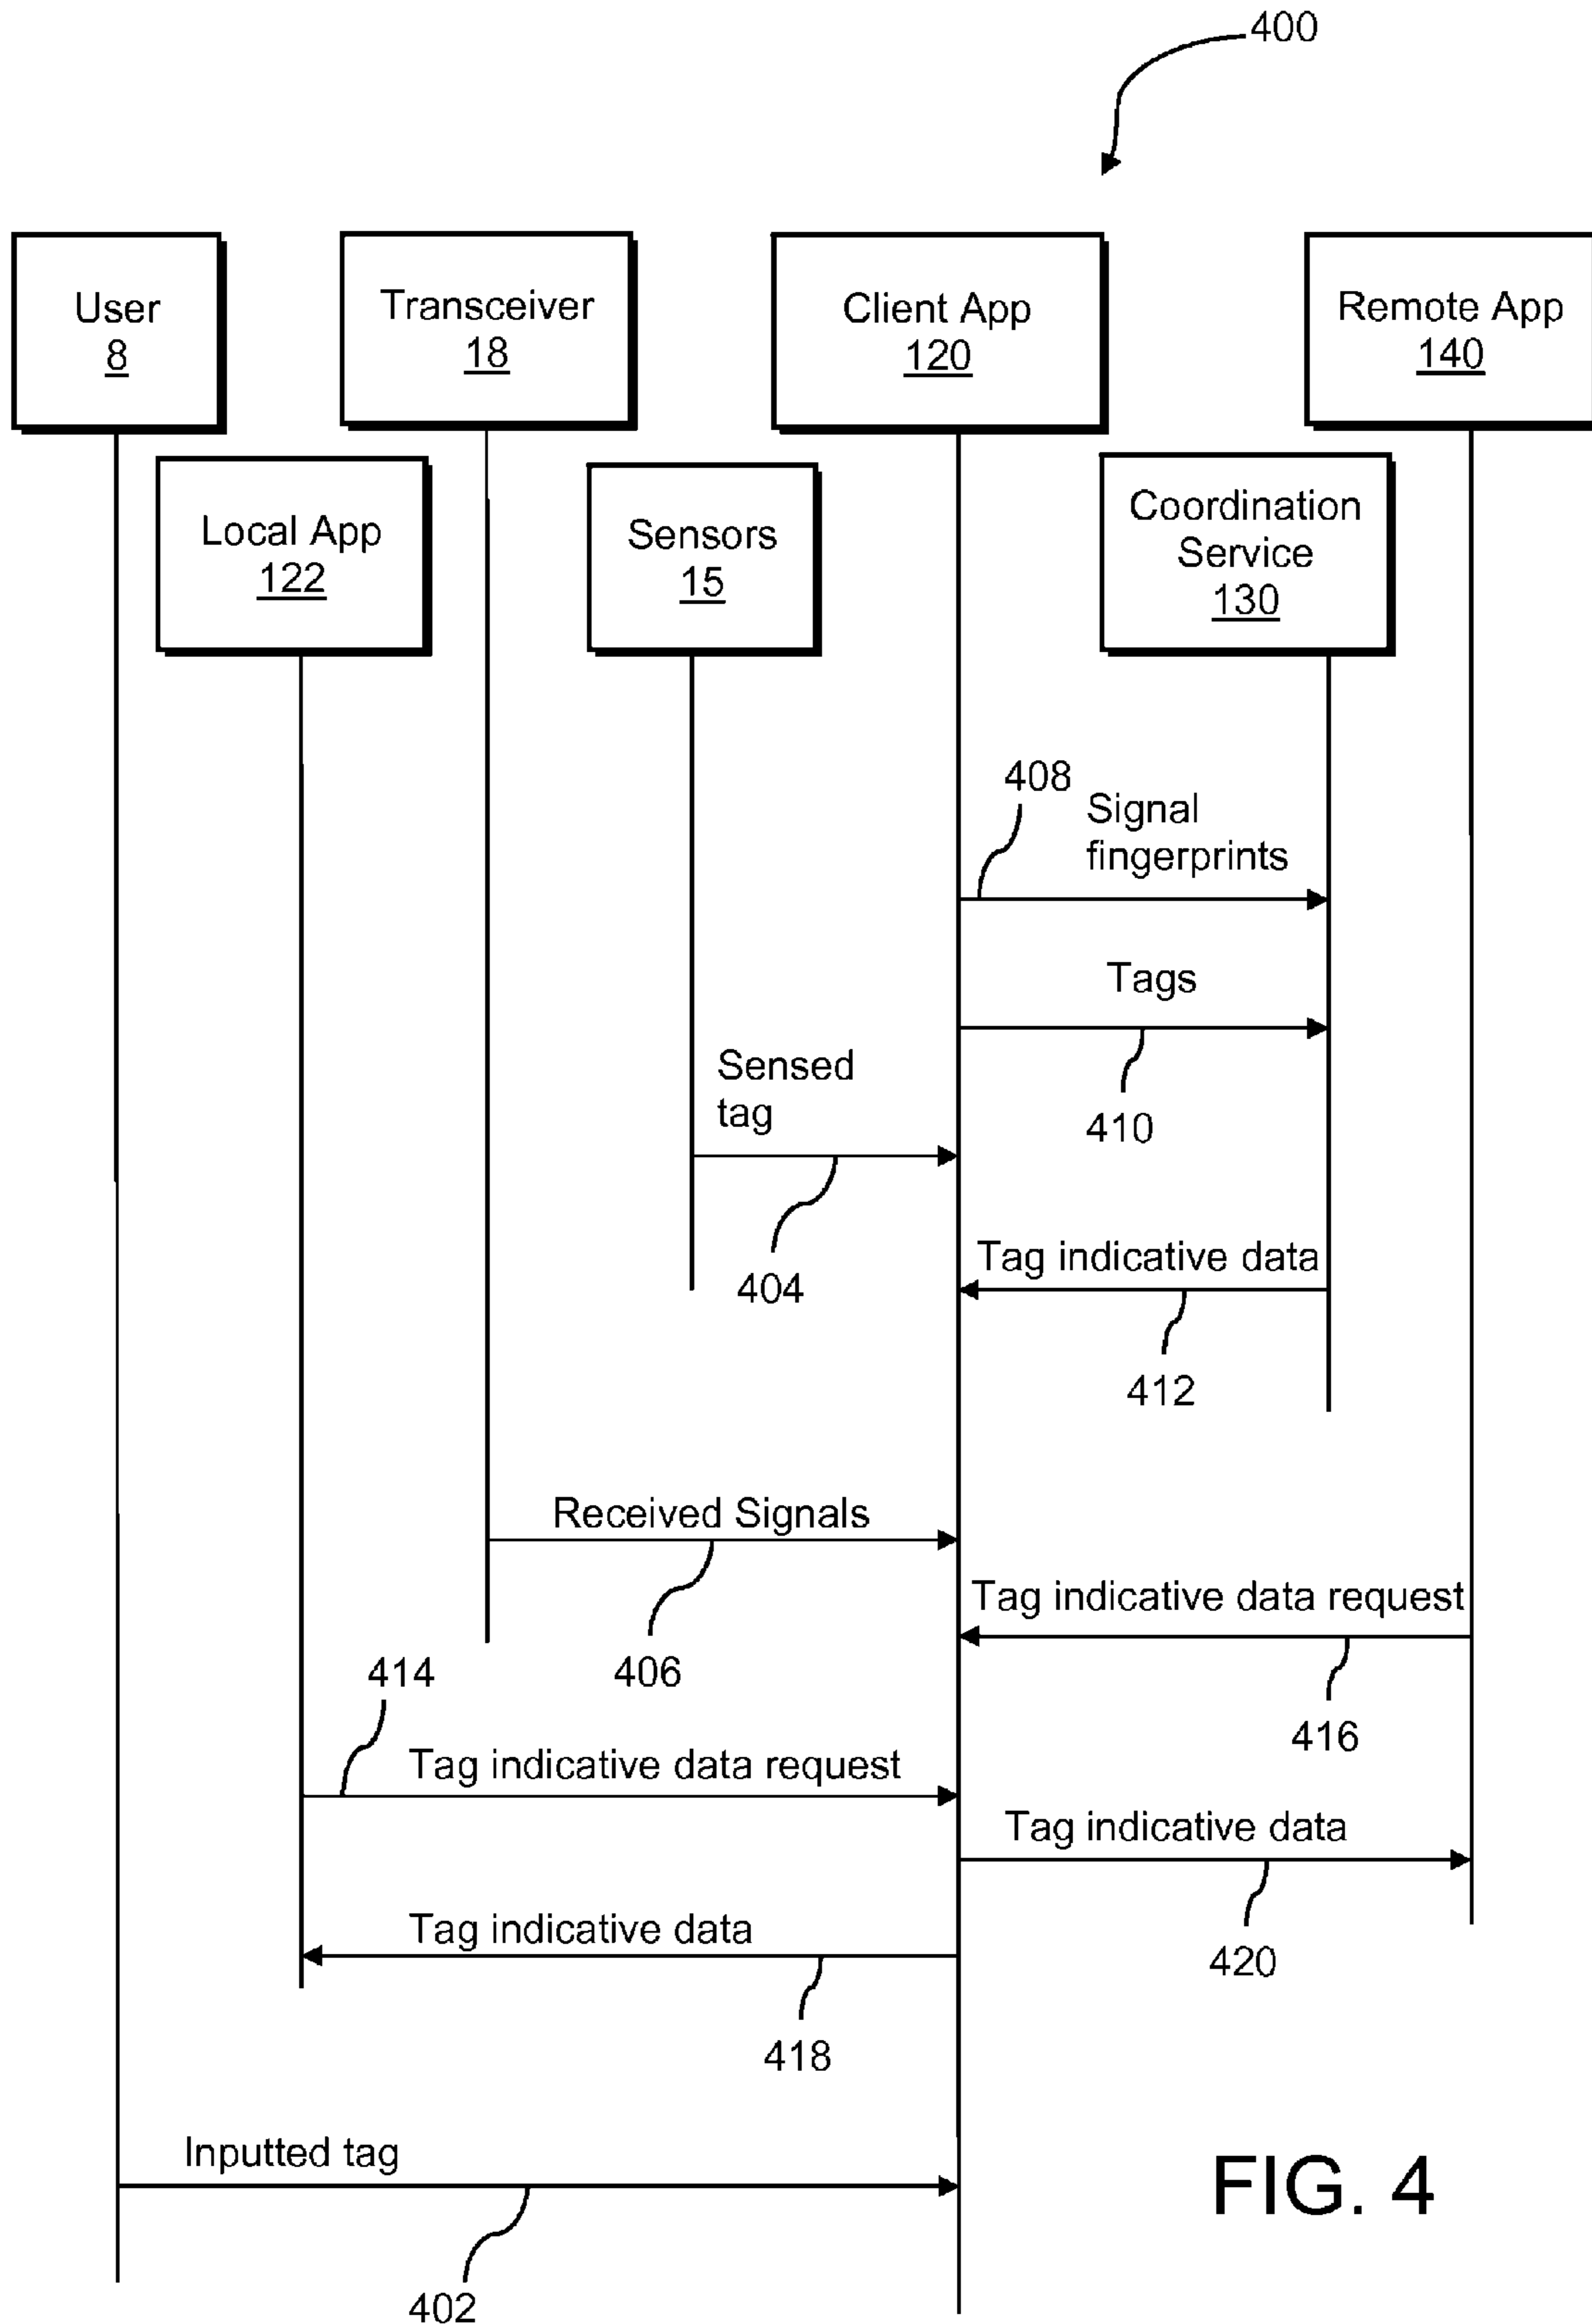 400
User
8
Transceiver
18
Client App
120
Remote App
140
Local App
122
Sensors
15
Coordination
Service
130
408
Signal
fingerprints
Tags
410
Sensed
tag
404
Tag indicative data
412
Received Signals
406
Tag indicative data request
416
414
Tag indicative data request
Tag indicative data
420
Tag indicative data
418
Inputted tag
402
FIG. 4